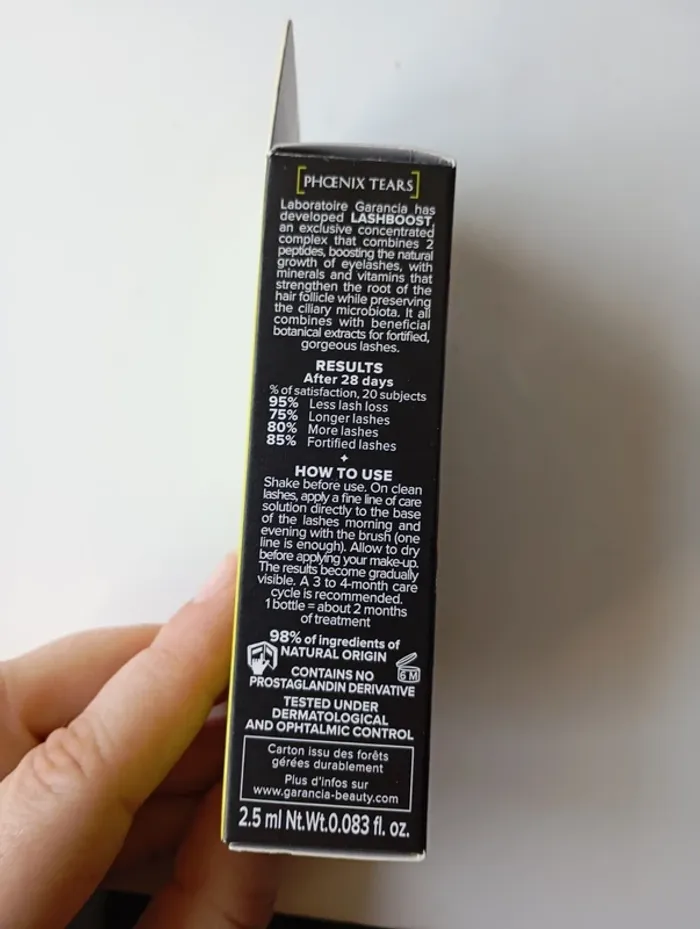 [PHŒNIX TEARS]
Laboratoire Garancia has
developed LASHBOOST,
an exclusive concentrated
complex that combines 2
peptides, boosting the natural
growth of eyelashes, with
minerals and vitamins that
strengthen the root of the
hair follicle while preserving
the ciliary microbiota. It all
combines with beneficial
botanical extracts for fortified,
gorgeous lashes.
RESULTS
After 28 days
% of satisfaction, 20 subjects
95% Less lash loss
75% Longer lashes
80% More lashes
85% Fortified lashes
+
HOW TO USE
Shake before use. On clean
lashes, apply a fine line of care
solution directly to the base
of the lashes morning and
evening with the brush (one
line is enough). Allow to dry
before applying your make-up.
The results become gradually
visible. A 3 to 4-month care
cycle is recommended.
1 bottle = about 2 months
of treatment
98% of ingredients of
NATURAL ORIGIN
6 M
CONTAINS NO
PROSTAGLANDIN DERIVATIVE
TESTED UNDER
DERMATOLOGICAL
AND OPHTALMIC CONTROL
Carton issu des forêts
gérées durablement
Plus d'infos sur
www.garancia-beauty.com
2.5 ml Nt.Wt.0.083 fl. oz.